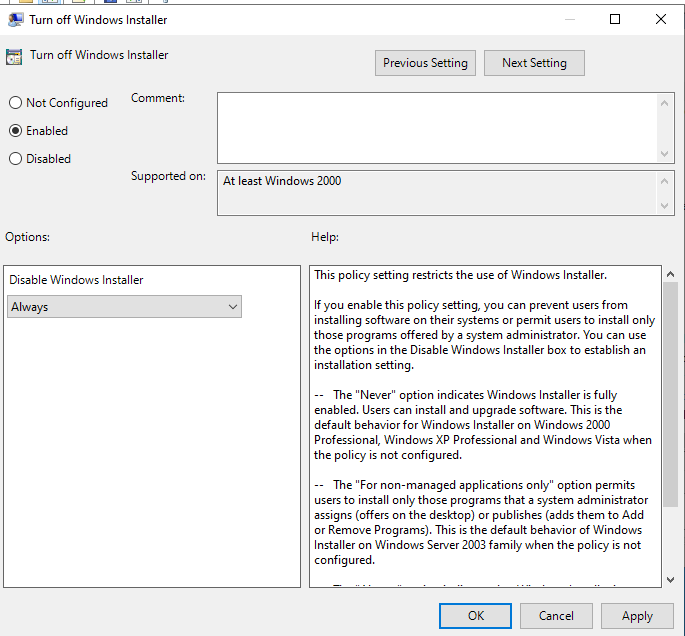 Turn off Windows Installer
Turn off Windows Installer
Previous Setting
Next Setting
Not Configured
Comment:
Enabled
Disabled
Supported on:
At least Windows 2000
Options:
Help:
Disable Windows Installer
Always
This policy setting restricts the use of Windows Installer.
If you enable this policy setting, you can prevent users from
installing software on their systems or permit users to install only
those programs offered by a system administrator. You can use
the options in the Disable Windows Installer box to establish an
installation setting.
-- The "Never" option indicates Windows Installer is fully
enabled. Users can install and upgrade software. This is the
default behavior for Windows Installer on Windows 2000
Professional, Windows XP Professional and Windows Vista when
the policy is not configured.
-- The "For non-managed applications only" option permits
users to install only those programs that a system administrator
assigns (offers on the desktop) or publishes (adds them to Add
or Remove Programs). This is the default behavior of Windows
Installer on Windows Server 2003 family when the policy is not
configured.
OK
Cancel
Apply